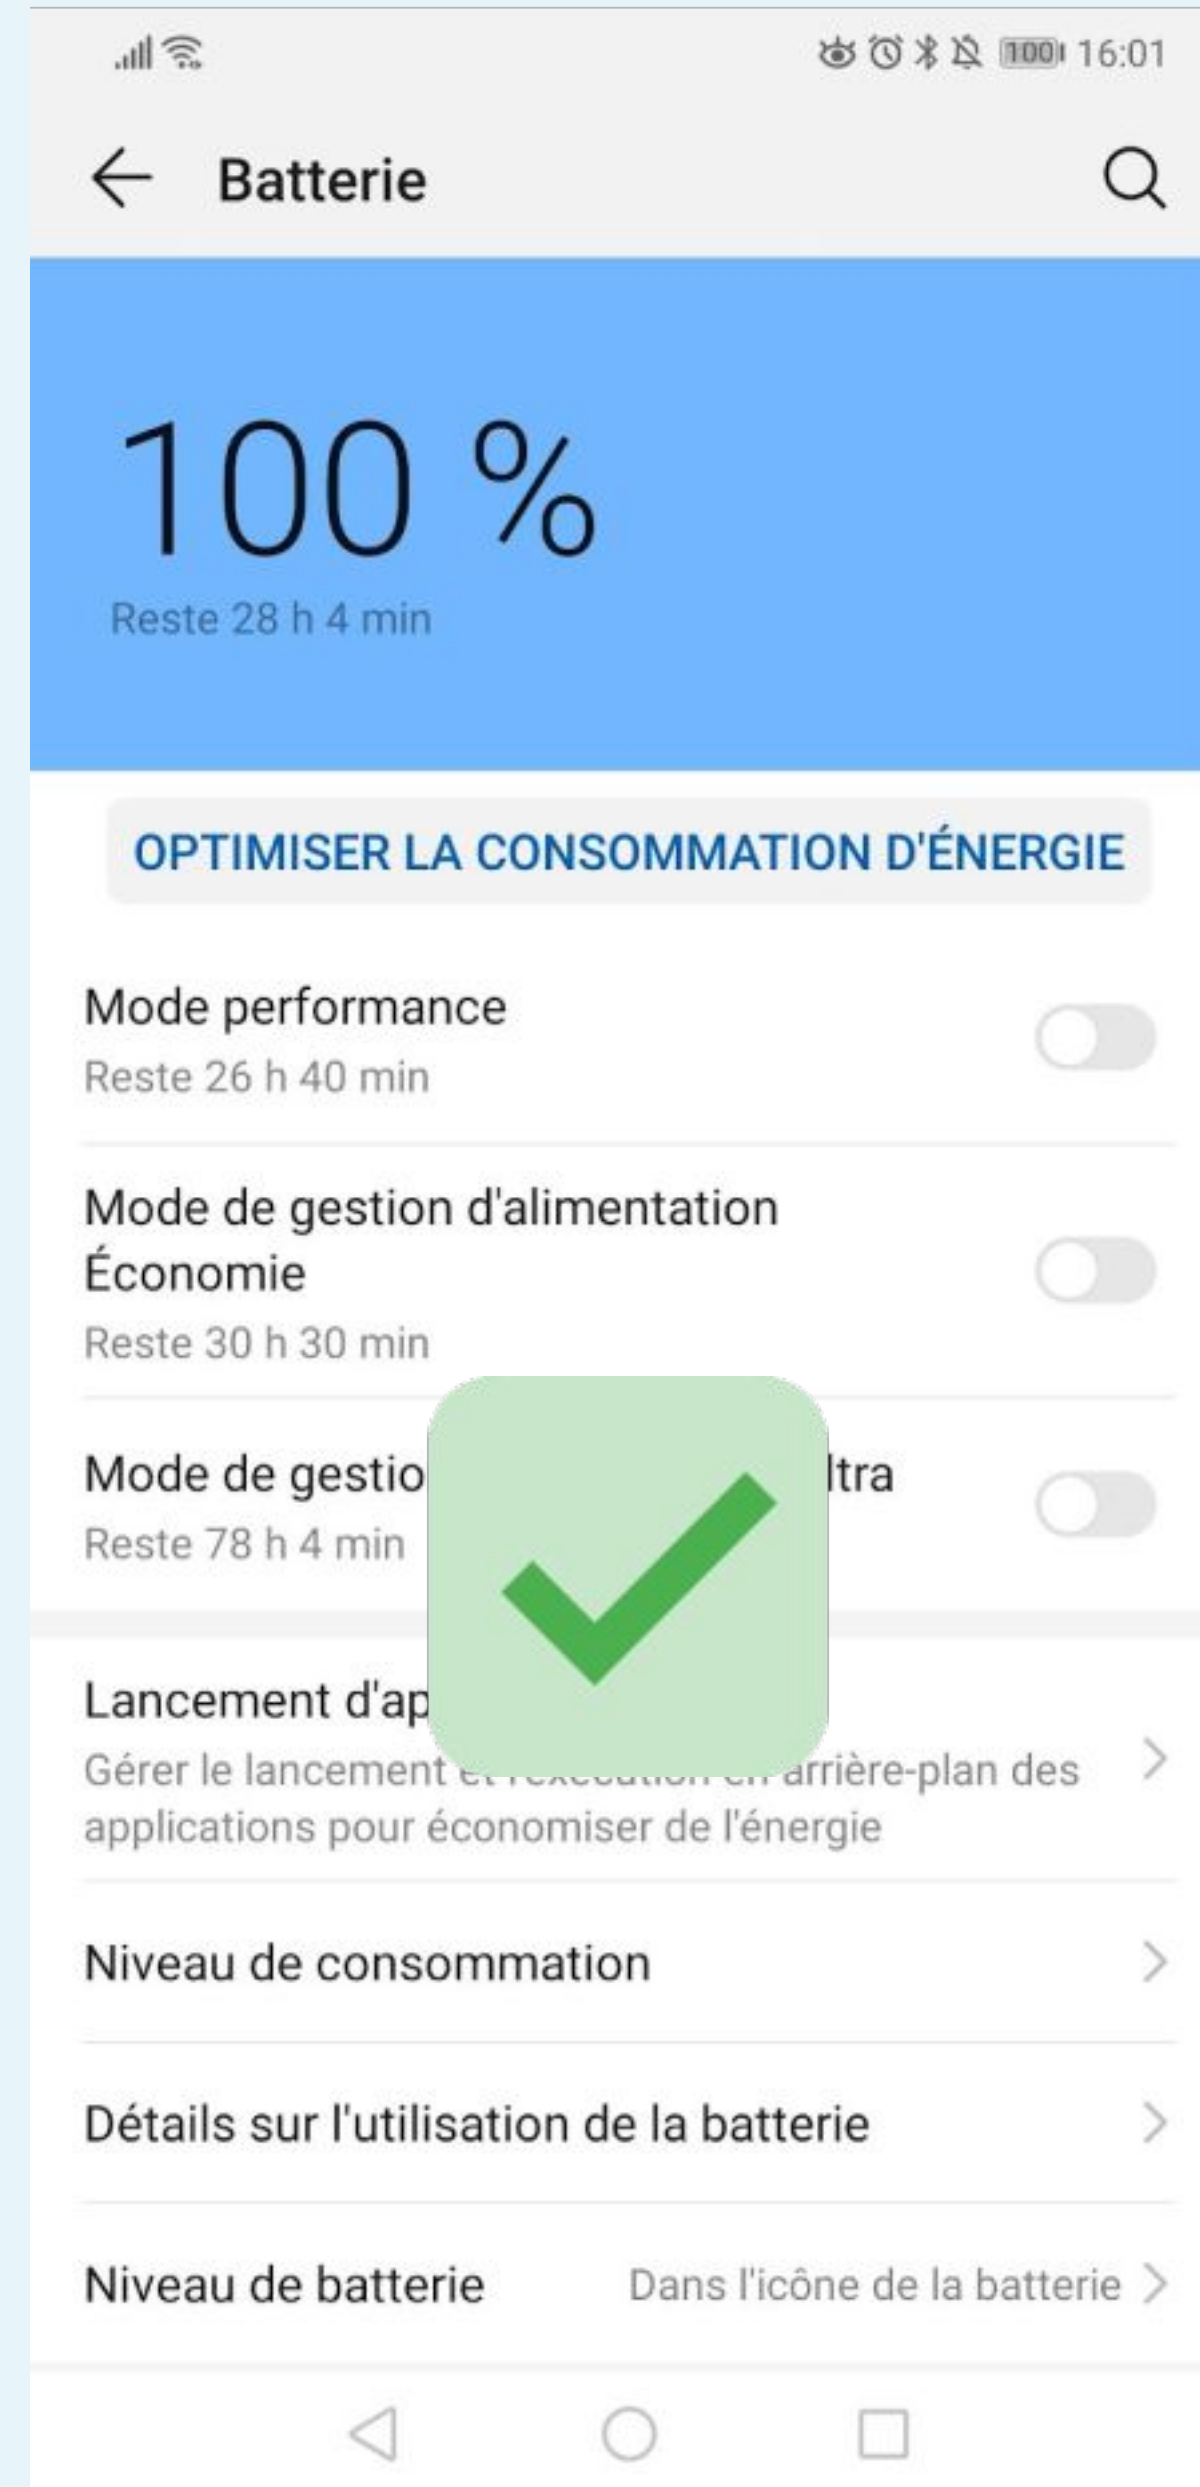 100 16:01
Batterie
100 %
Reste 28 h 4 min
OPTIMISER LA CONSOMMATION D'ÉNERGIE
Mode performance
Reste 26 h 40 min
Mode de gestion d'alimentation
Économie
Reste 30 h 30 min
Mode de gestio ltra
Reste 78 h 4 min
Lancement d'ap
Gérer le lancement et l'exécution en arrière-plan des
applications pour économiser de l'énergie
Niveau de consommation
Détails sur l'utilisation de la batterie
Niveau de batterie Dans l'icône de la batterie